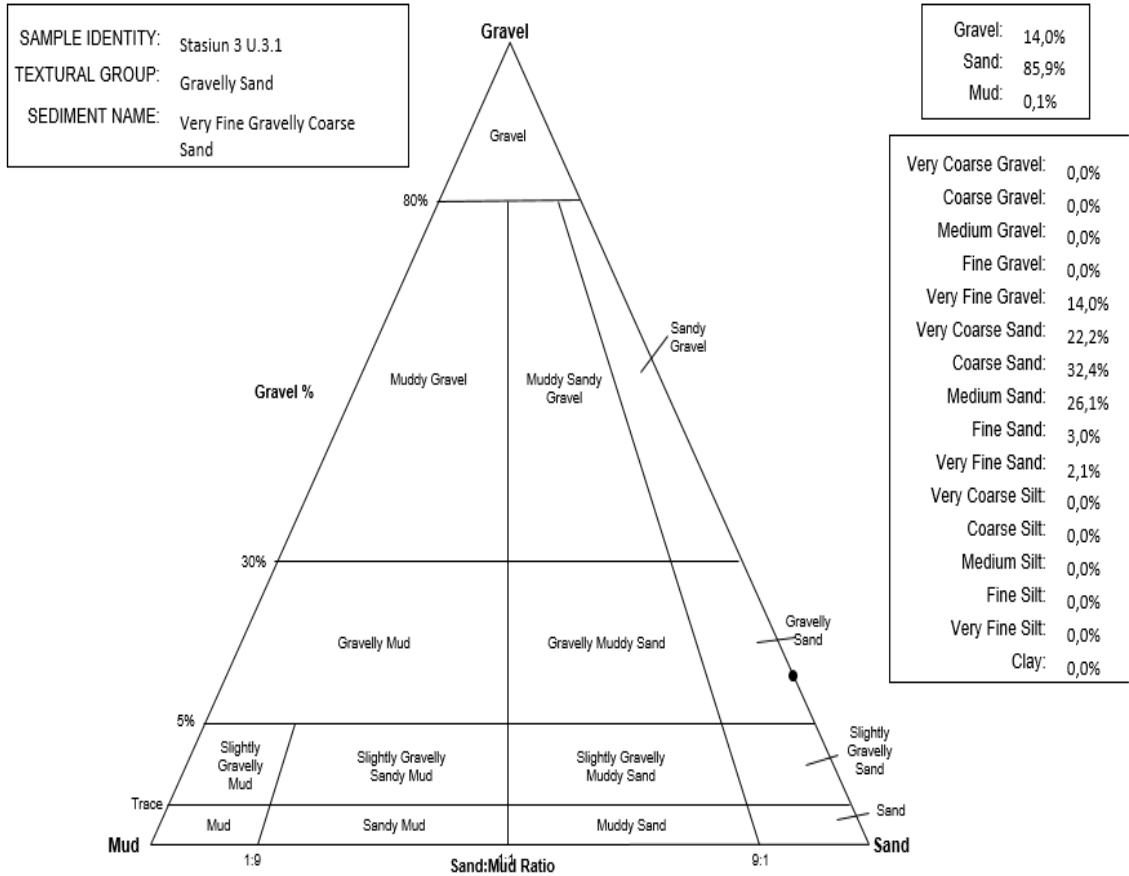 SAMPLE IDENTITY: Stasiun 3 U.3.1
TEXTURAL GROUP: Gravelly Sand
SEDIMENT NAME: Very Fine Gravelly Coarse
Sand
Gravel: 14,0%
Sand: 85,9%
Mud: 0,1%
Very Coarse Gravel: 0,0%
Coarse Gravel: 0,0%
Medium Gravel: 0,0%
Fine Gravel: 0,0%
Very Fine Gravel: 14,0%
Very Coarse Sand: 22,2%
Coarse Sand: 32,4%
Medium Sand: 26,1%
Fine Sand: 3,0%
Very Fine Sand: 2,1%
Very Coarse Silt: 0,0%
Coarse Silt: 0,0%
Medium Silt: 0,0%
Fine Silt: 0,0%
Very Fine Silt: 0,0%
Clay: 0,0%
Gravel
Gravel
80%
Sandy
Gravel
Gravel %
Muddy Gravel
Muddy Sandy
Gravel
30%
Gravelly Mud
Gravelly Muddy Sand
Gravelly
Sand
5%
Slightly
Gravelly
Mud
Slightly Gravelly
Sandy Mud
Slightly Gravelly
Muddy Sand
Slightly
Gravelly
Sand
Trace
Mud
Sandy Mud
Muddy Sand
Sand
Mud
Sand
1:9
1:1
9:1
Sand:Mud Ratio